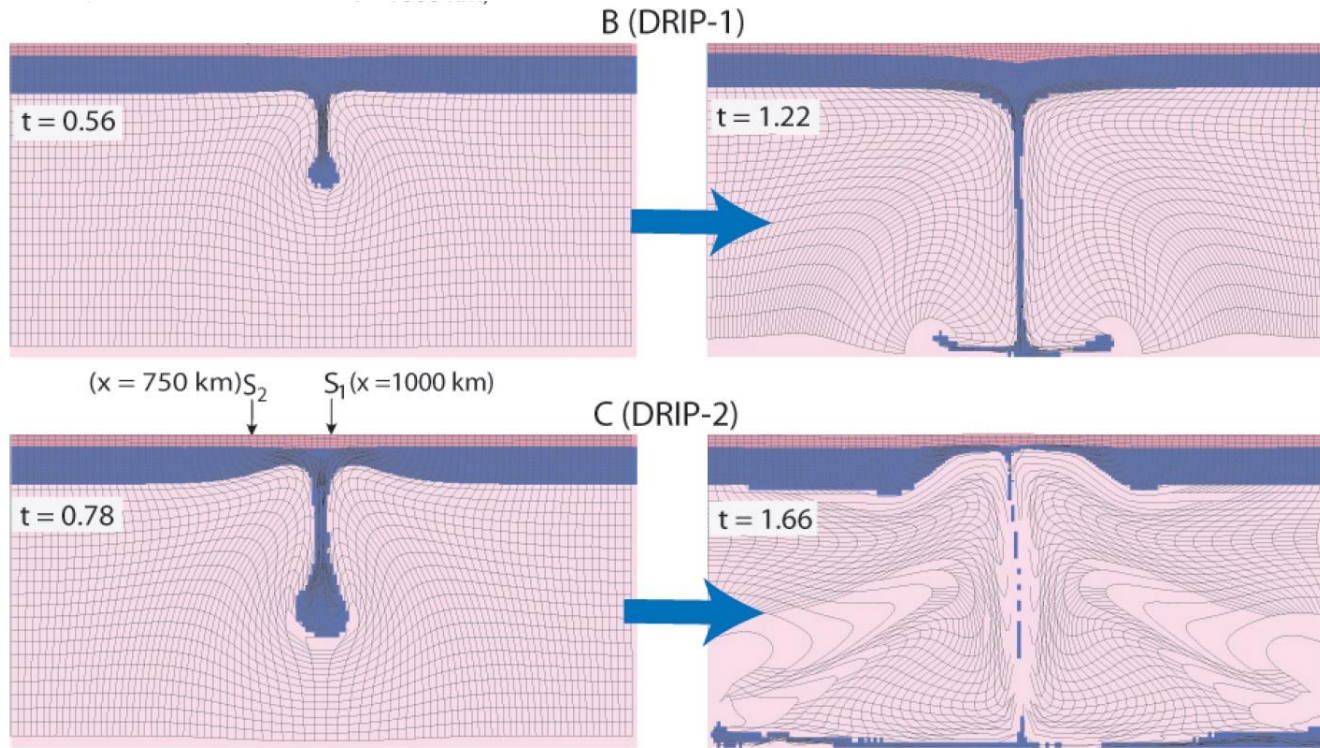 B (DRIP-1)
t = 0.56
t = 1.22
(x = 750 km)S2 S1(x =1000 km)
C (DRIP-2)
t = 0.78
t = 1.66